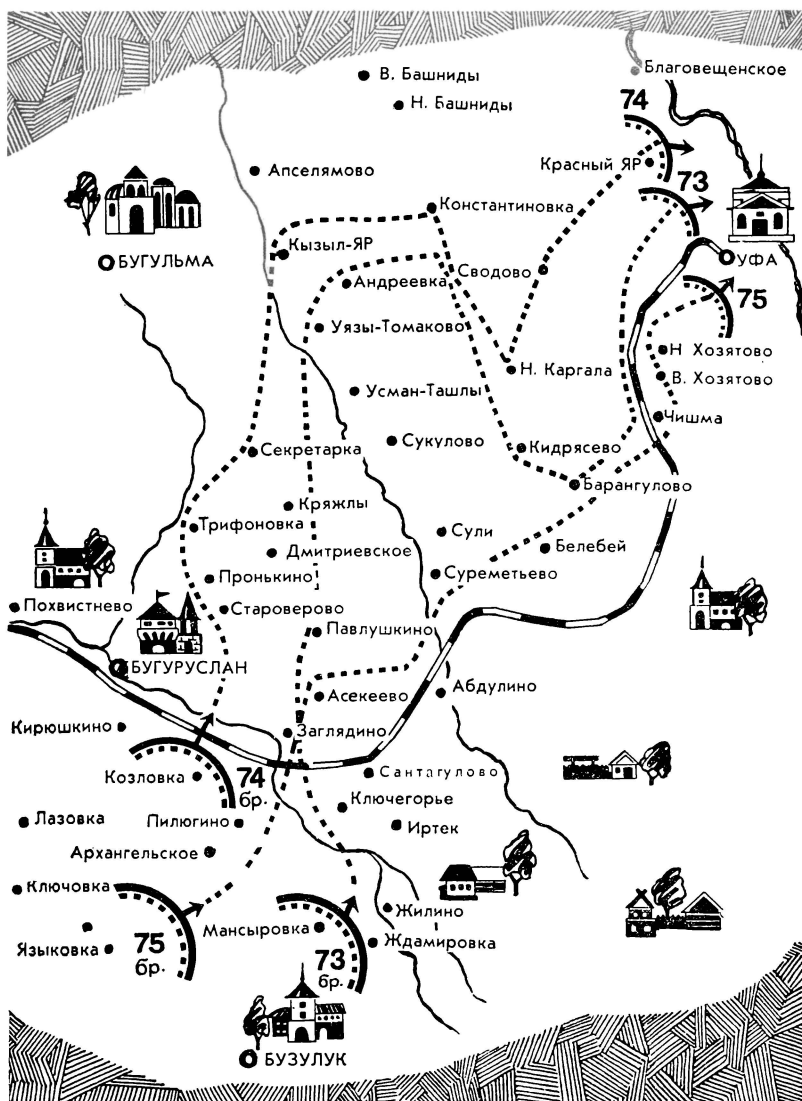 Благовещенское
В. Башниды
Н. Башниды
74
Красный ЯР
Апселямово
73
Константиновка
Кызыл-ЯР
БУГУЛЬМА
Сводово
УФА
Андреевка
75
Уязы-Томаково
Н Хозятово
Н. Каргала
В. Хозятово
Усман-Ташлы
Чишма
Сукулово
Кидрясево
Секретарка
Барангулово
Кряжлы
Трифоновка
Сули
Дмитриевское
Белебей
Пронькино
Суреметьево
Похвистнево
Староверово
Павлушкино
БУГУРУСЛАН
Асекеево
Абдулино
Кирюшкино
Заглядино
Козловка
74
бр.
Сантагулово
Ключегорье
Лазовка
Пилюгино
Иртек
Архангельское
Ключовка
Жилино
Мансыровка
75
бр.
Языковка
73
бр.
Ждамировка
БУЗУЛУК